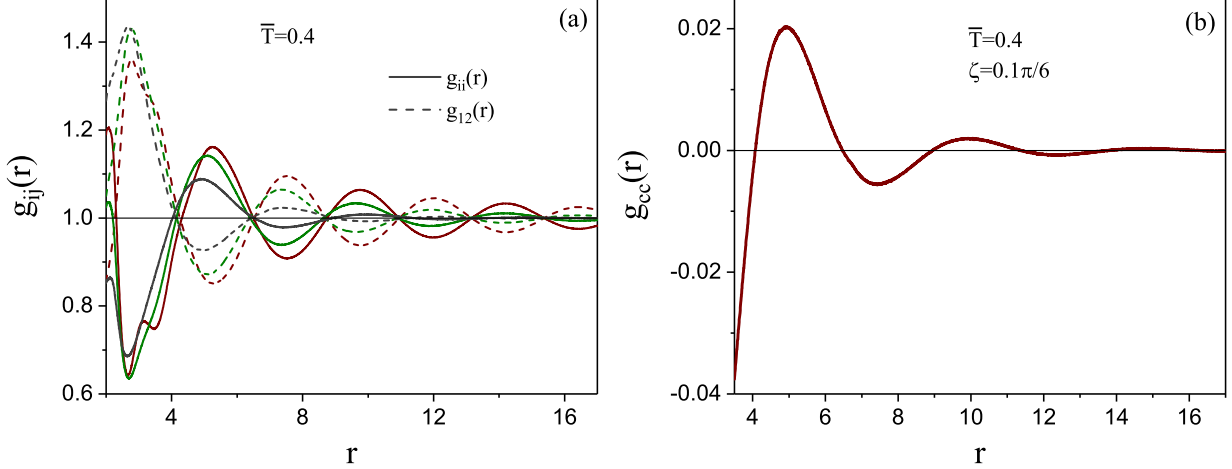 (a)
T̅=0.4
g_ii(r)
g_12(r)
g_ij(r)
1.4
1.2
1.0
0.8
0.6
4
8
12
16
r
(b)
T̅=0.4
ζ=0.1π/6
g_cc(r)
0.02
0.00
-0.02
-0.04
4
6
8
10
12
14
16
r